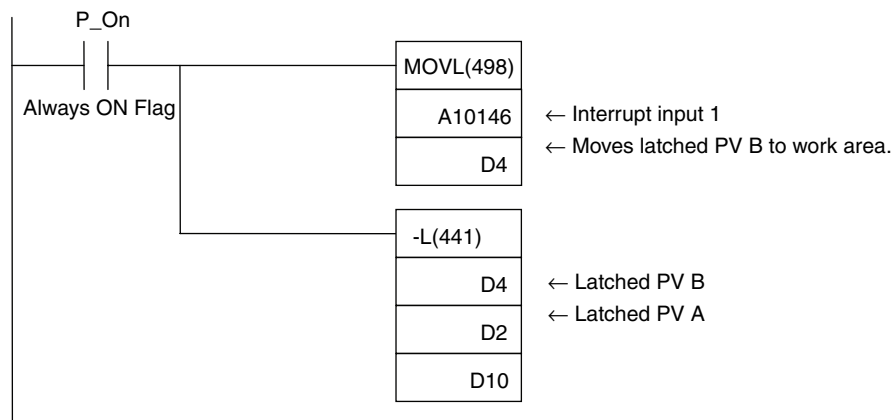 P_On
Always ON Flag
MOVL(498)
A10146 ← Interrupt input 1
← Moves latched PV B to work area.
D4
-L(441)
D4 ← Latched PV B
← Latched PV A
D2
D10